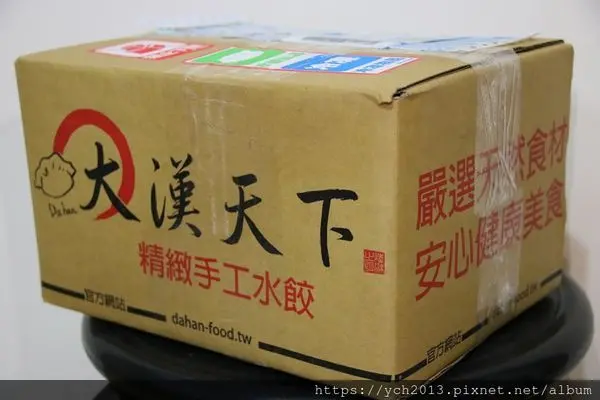 大漢天下
Dahan
精緻手工水餃
官方網站
dahan-food.tw
嚴選天然食材
安心健康美食
官方網站
https://ych2013.pixnet.net/album